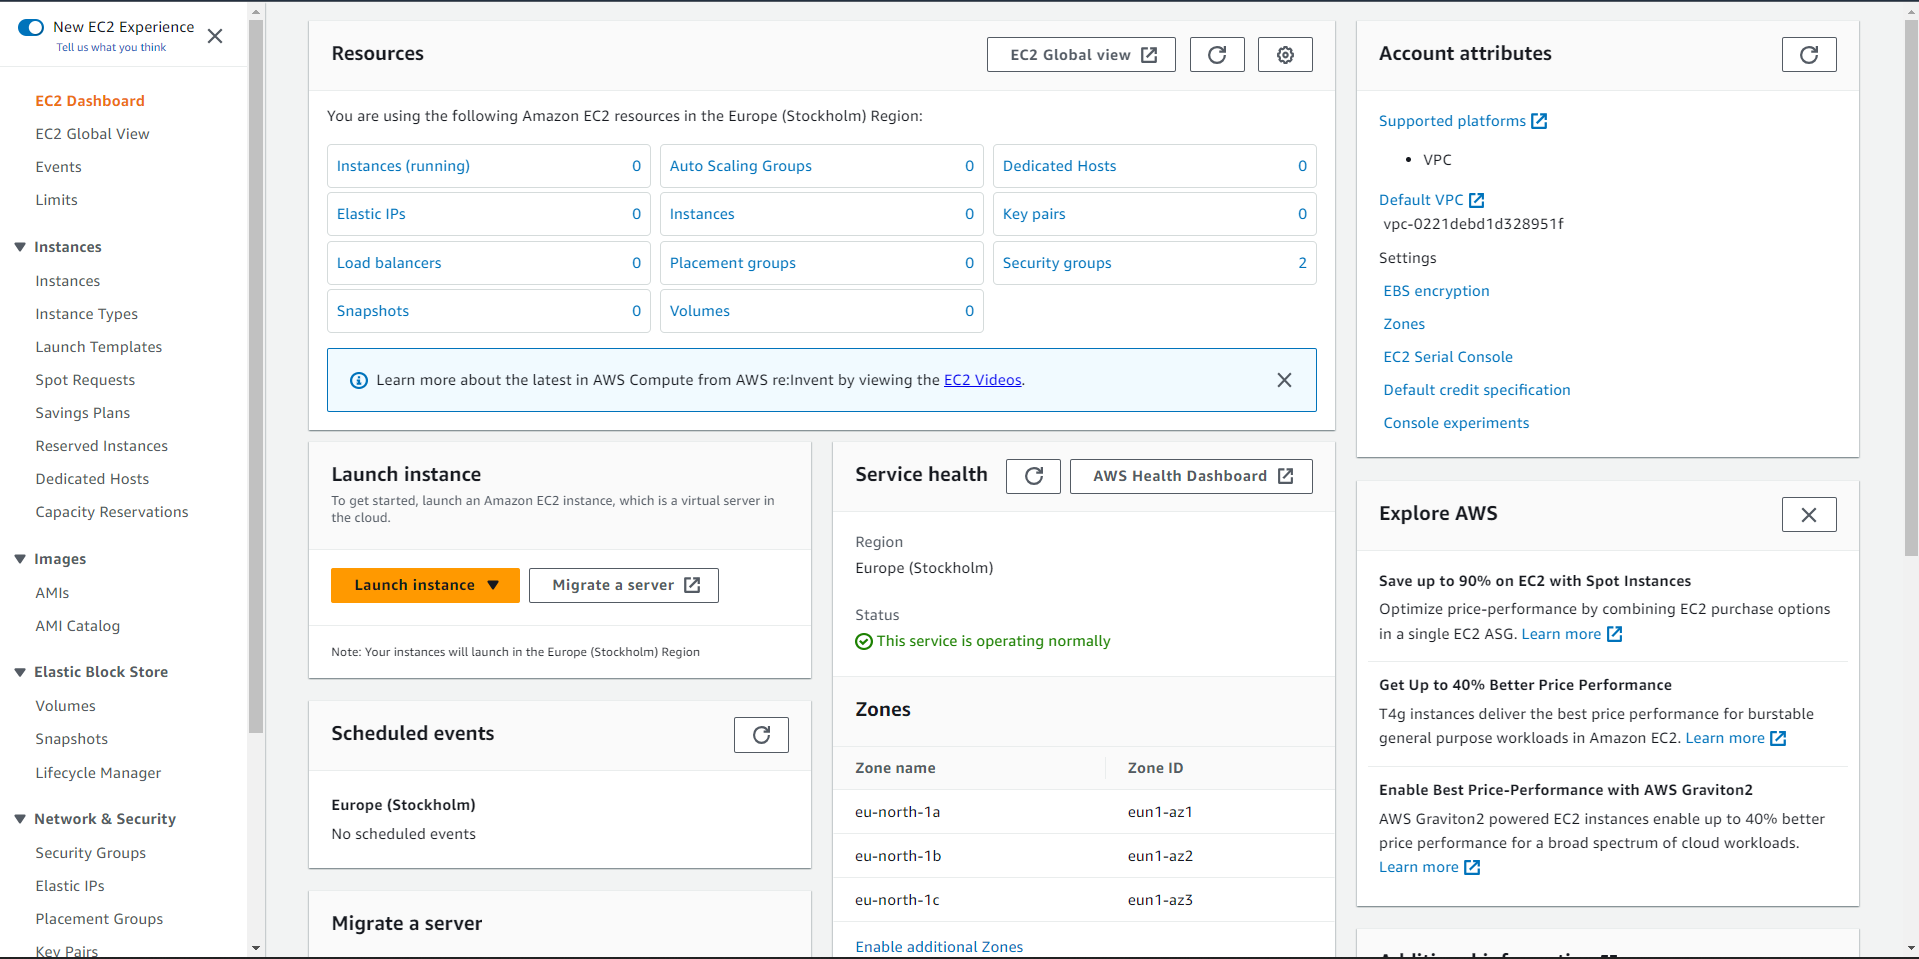 New EC2 Experience
Tell us what you think
EC2 Dashboard
EC2 Global View
Events
Limits
Instances
Instances
Instance Types
Launch Templates
Spot Requests
Savings Plans
Reserved Instances
Dedicated Hosts
Capacity Reservations
Images
AMIs
AMI Catalog
Elastic Block Store
Volumes
Snapshots
Lifecycle Manager
Network & Security
Security Groups
Elastic IPs
Placement Groups
Key Pairs
Resources
EC2 Global view
You are using the following Amazon EC2 resources in the Europe (Stockholm) Region:
Instances (running) 0
Auto Scaling Groups 0
Dedicated Hosts 0
Elastic IPs 0
Instances 0
Key pairs 0
Load balancers 0
Placement groups 0
Security groups 2
Snapshots 0
Volumes 0
Learn more about the latest in AWS Compute from AWS re:Invent by viewing the EC2 Videos.
Launch instance
To get started, launch an Amazon EC2 instance, which is a virtual server in
the cloud.
Launch instance
Migrate a server
Note: Your instances will launch in the Europe (Stockholm) Region
Scheduled events
Europe (Stockholm)
No scheduled events
Migrate a server
Service health
AWS Health Dashboard
Region
Europe (Stockholm)
Status
This service is operating normally
Zones
Zone name Zone ID
eu-north-1a eun1-az1
eu-north-1b eun1-az2
eu-north-1c eun1-az3
Enable additional Zones
Account attributes
Supported platforms
• VPC
Default VPC
vpc-0221debd1d328951f
Settings
EBS encryption
Zones
EC2 Serial Console
Default credit specification
Console experiments
Explore AWS
Save up to 90% on EC2 with Spot Instances
Optimize price-performance by combining EC2 purchase options
in a single EC2 ASG. Learn more
Get Up to 40% Better Price Performance
T4g instances deliver the best price performance for burstable
general purpose workloads in Amazon EC2. Learn more
Enable Best Price-Performance with AWS Graviton2
AWS Graviton2 powered EC2 instances enable up to 40% better
price performance for a broad spectrum of cloud workloads.
Learn more
Additional information